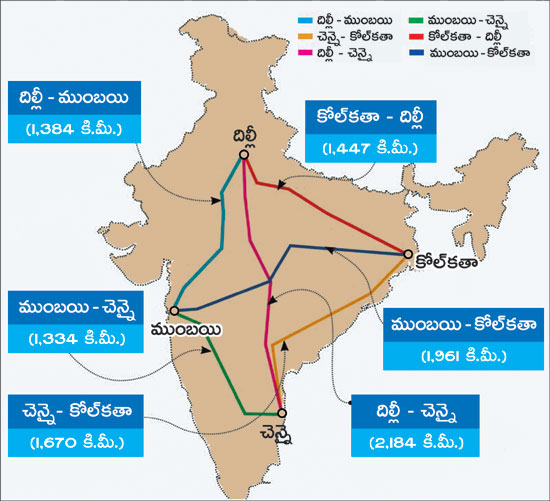 దిల్లీ - ముంబయి
ముంబయి - చెన్నై
చెన్నై- కోల్‌కతా
కోల్‌కతా - దిల్లీ
దిల్లీ - చెన్నై
ముంబయి-కోల్‌కతా
దిల్లీ - ముంబయి
(1,384 కి.మీ.)
కోల్‌కతా - దిల్లీ
(1,447 కి.మీ.)
దిల్లీ
కోల్‌కతా
ముంబయి - చెన్నై
(1,334 కి.మీ.)
ముంబయి
ముంబయి -కోల్‌కతా
(1,961 కి.మీ.)
చెన్నై- కోల్‌కతా
(1,670 కి.మీ.)
చెన్నై
దిల్లీ - చెన్నై
(2,184 కి.మీ.)